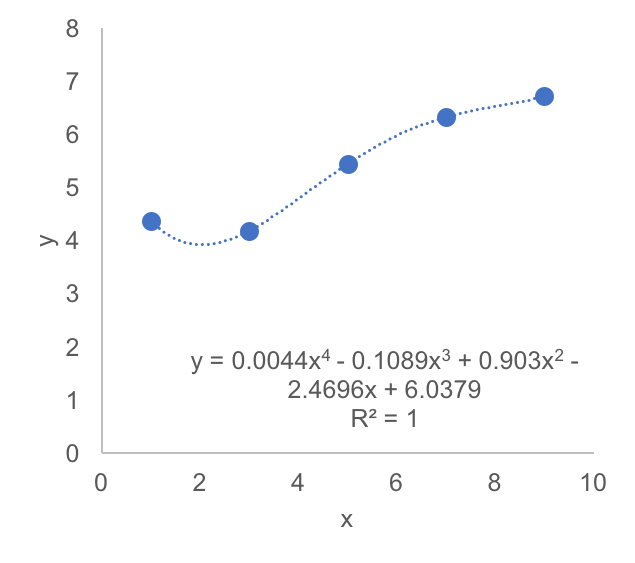 8
7
6
5
y 4
3
2
y = 0.0044x⁴ - 0.1089x³ + 0.903x² -
2.4696x + 6.0379
1
R² = 1
0
0 2 4 6 8 10
x